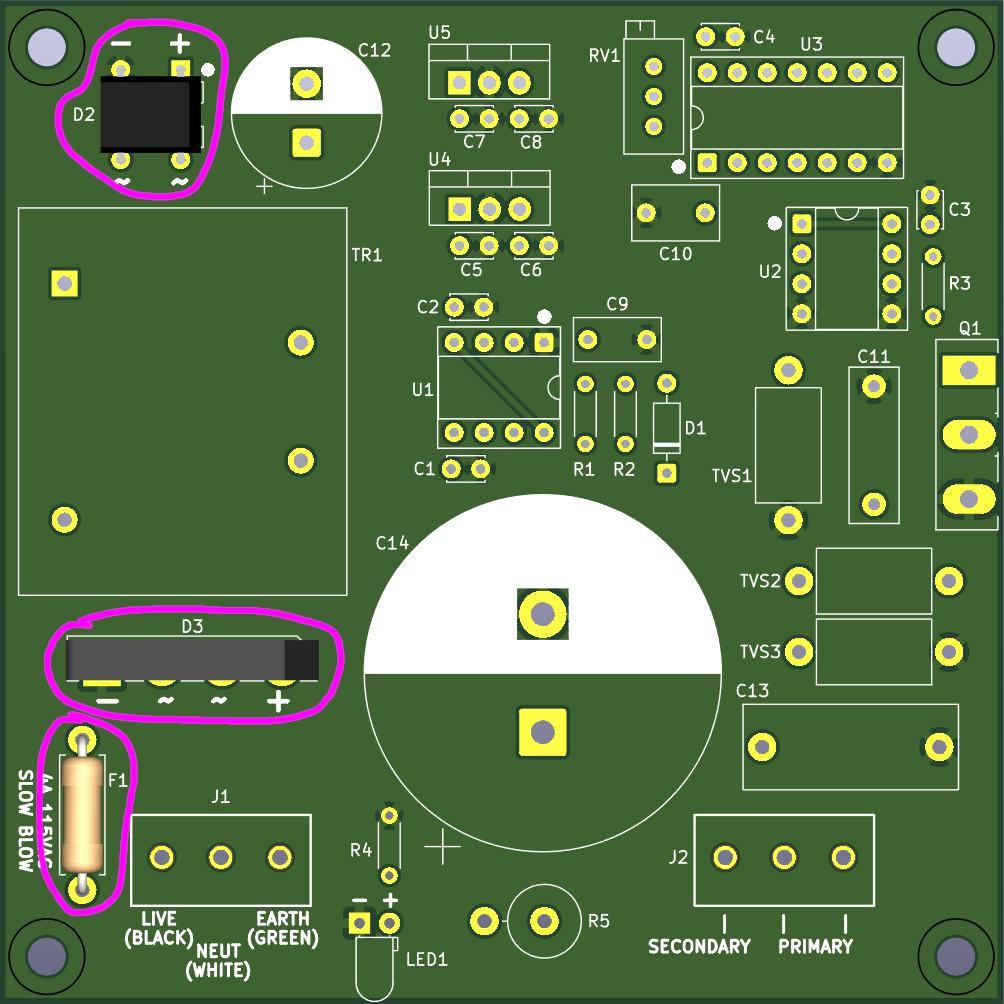 − +
D2
~ ~
C12
U5
C7
C8
U4
C5
C6
RV1
C4
U3
C10
C3
U2
R3
TR1
C2
C9
U1
C1
R1
R2
D1
Q1
C11
TVS1
C14
TVS2
TVS3
C13
D3
− ~ ~ +
F1
4A 115VAC
SLOW BLOW
J1
LIVE
(BLACK)
NEUT
(WHITE)
EARTH
(GREEN)
R4
− +
LED1
R5
J2
SECONDARY
PRIMARY